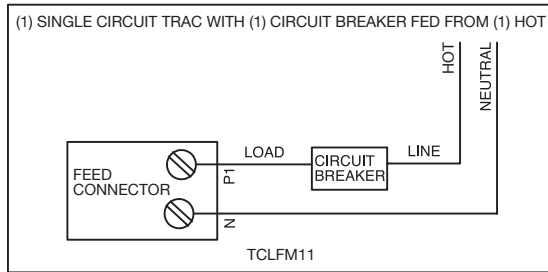 (1) SINGLE CIRCUIT TRAC WITH (1) CIRCUIT BREAKER FED FROM (1) HOT
HOT
NEUTRAL
LOAD
LINE
CIRCUIT
BREAKER
FEED
CONNECTOR
P1
N
TCLFM11